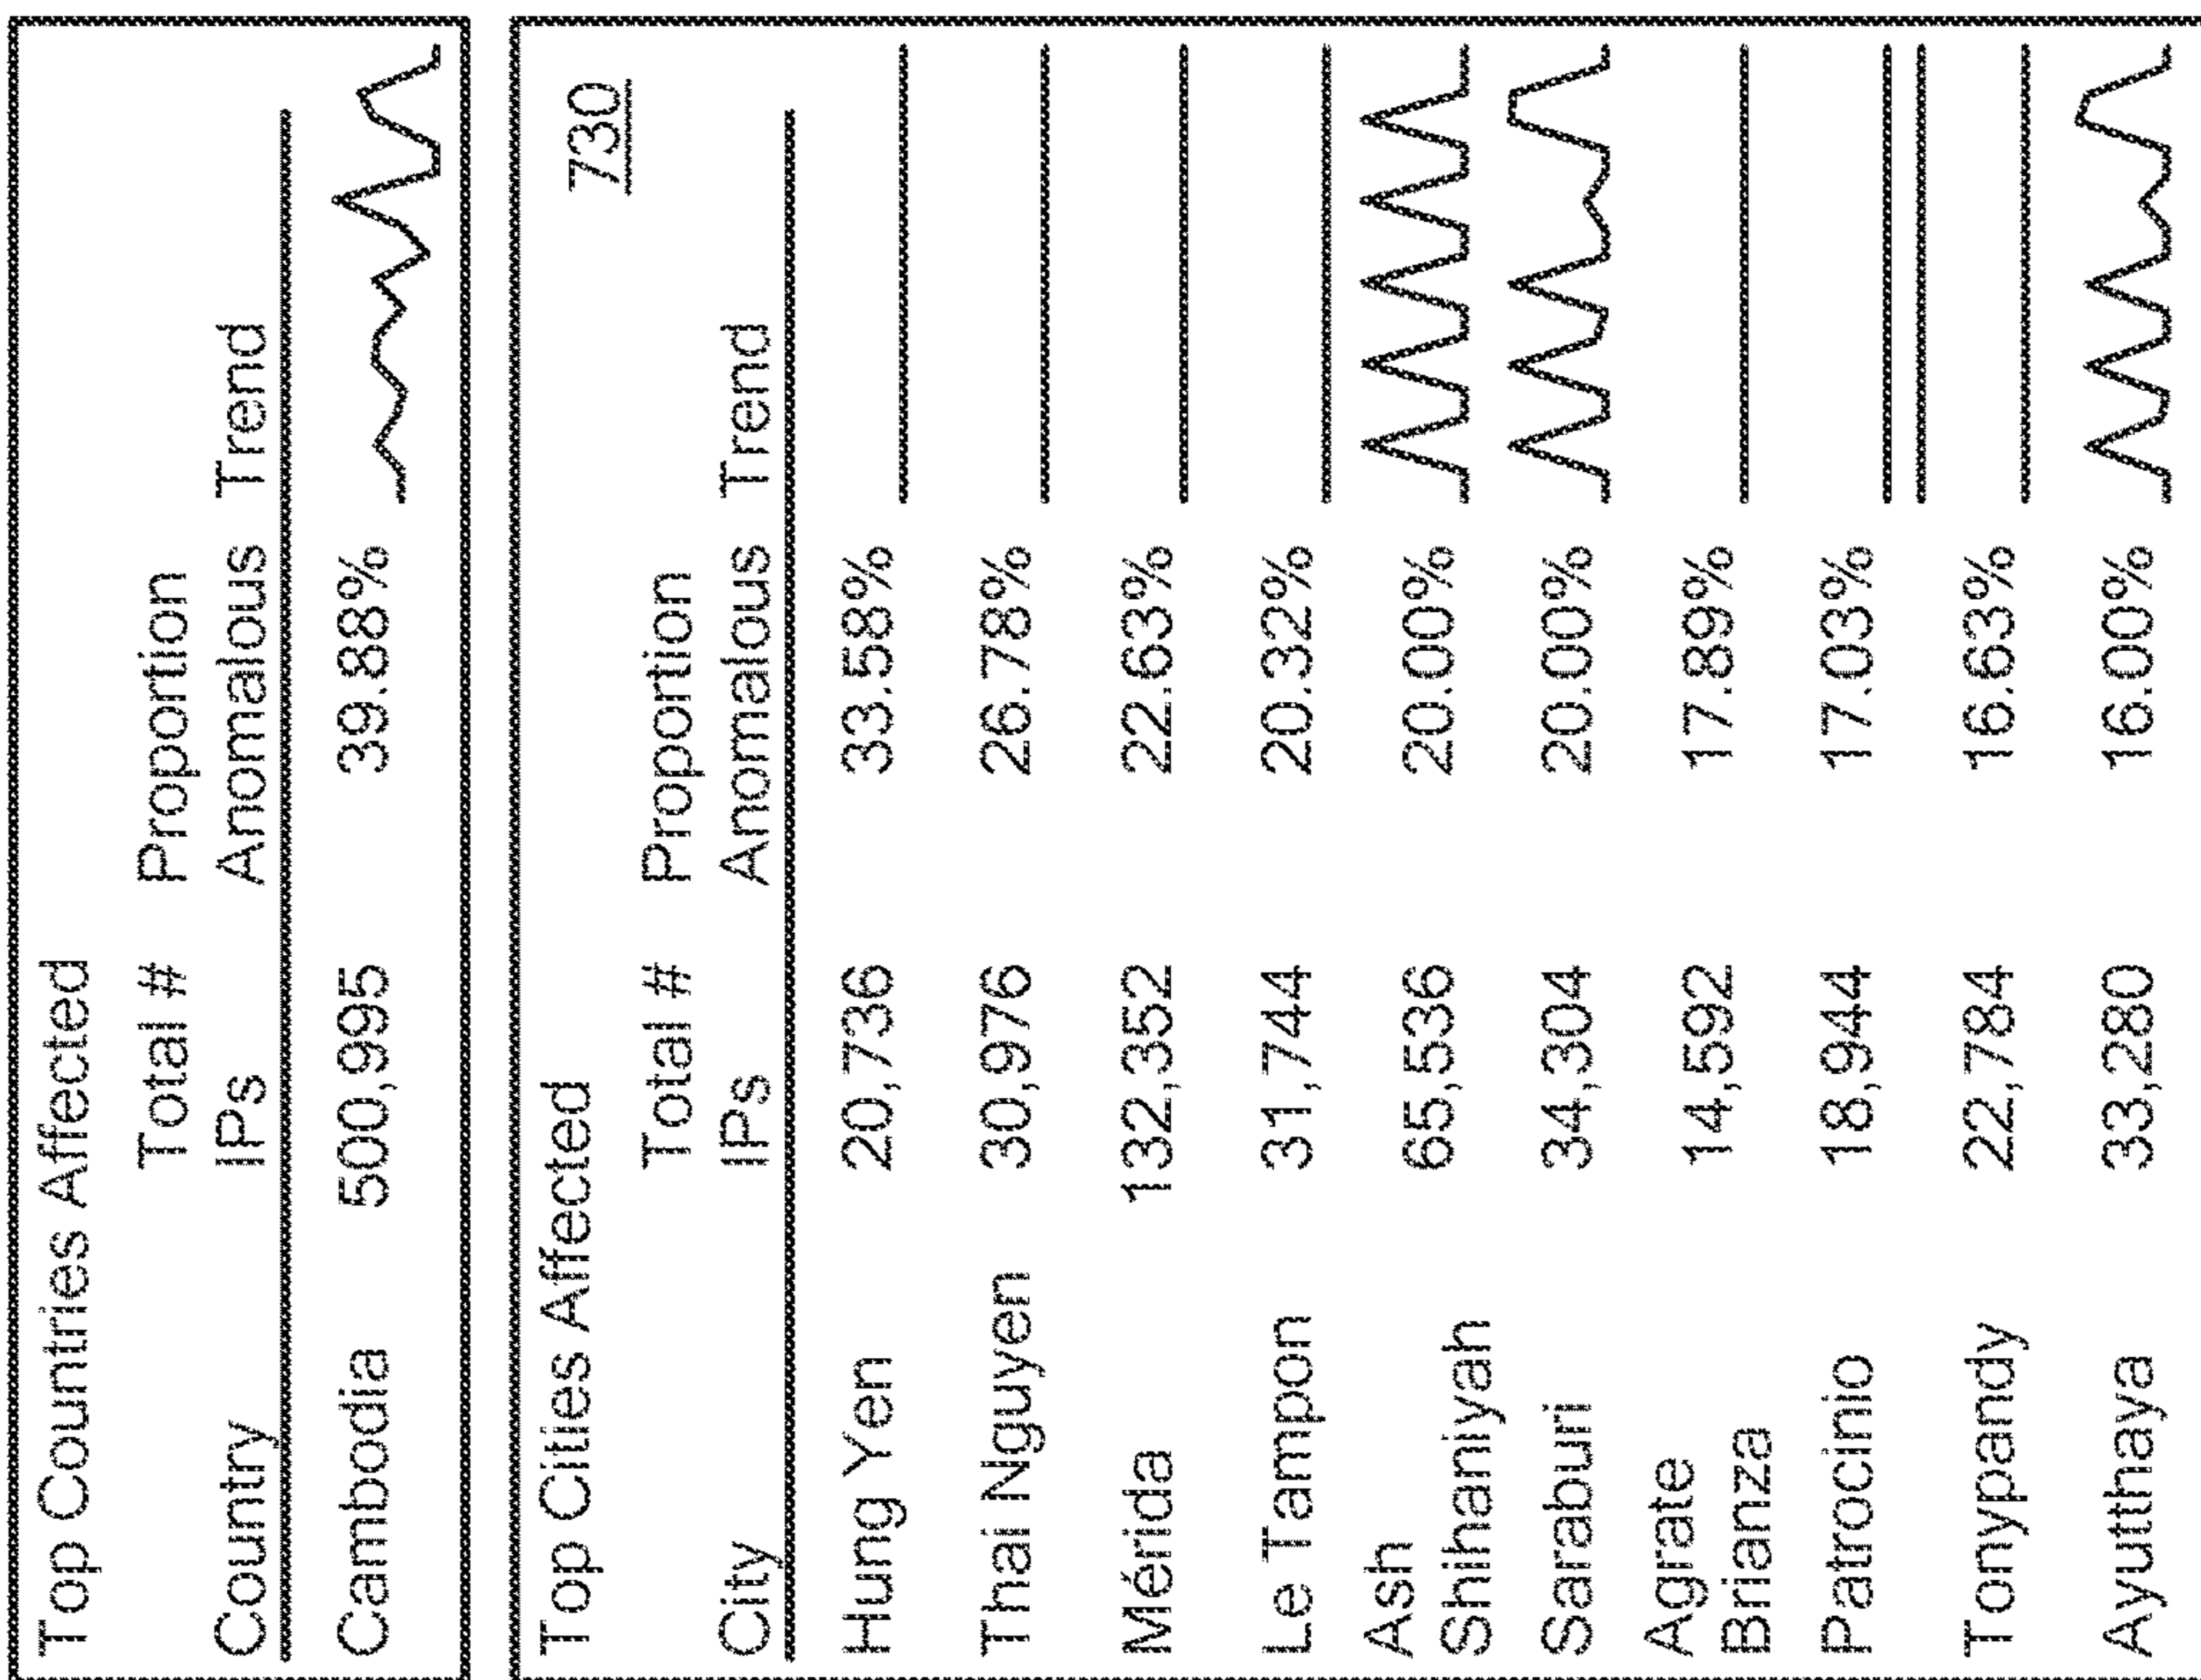 Top Countries Affected
Total # Proportion
Country IPs Anomalous Trend
Cambodia 500,995 39.88%
Top Cities Affected 730
Total # Proportion
City IPs Anomalous Trend
Hung Yen 20,736 33.58%
Thai Nguyen 30,976 26.78%
Mérida 132,352 22.63%
Le Tampon 31,744 20.32%
Ash
Shihaniyah 65,536 20.00%
Saraburi 34,304 20.00%
Agrate
Brianza 14,592 17.89%
Patrocinio 18,944 17.03%
Tonypandy 22,784 16.63%
Ayutthaya 33,280 16.00%